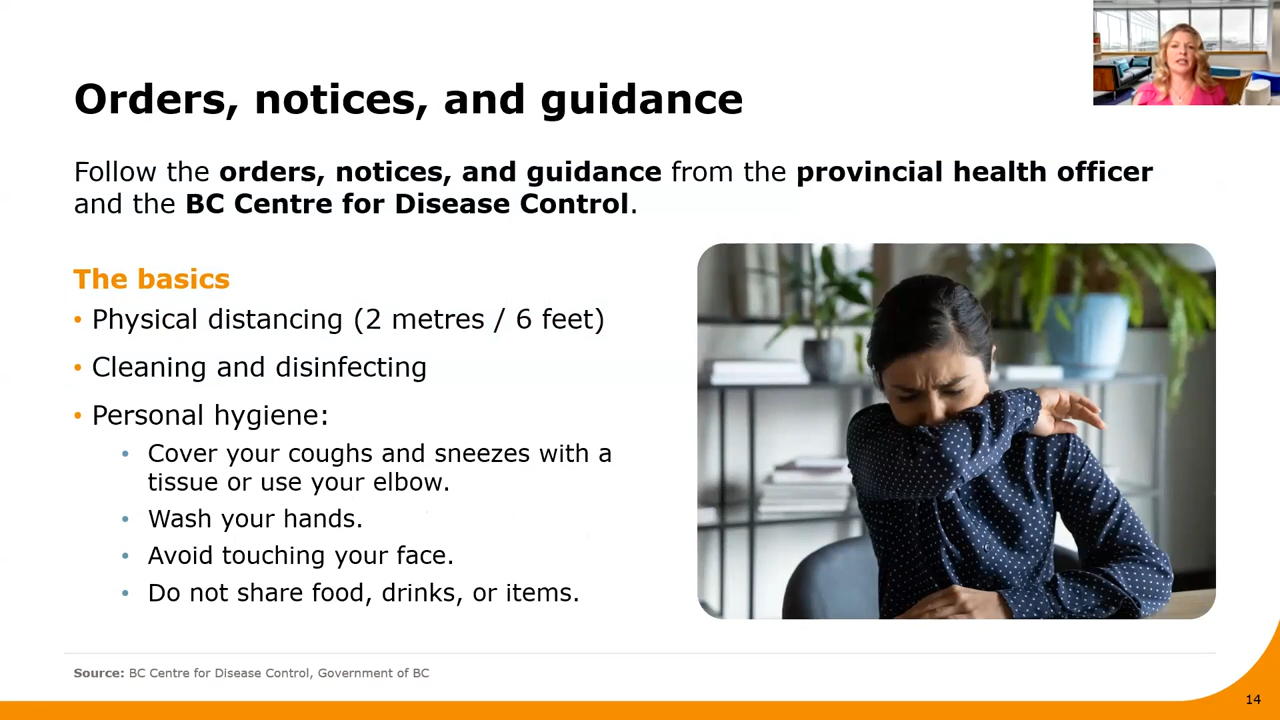 Orders, notices, and guidance
Follow the orders, notices, and guidance from the provincial health officer
and the BC Centre for Disease Control.
The basics
• Physical distancing (2 metres / 6 feet)
• Cleaning and disinfecting
• Personal hygiene:
• Cover your coughs and sneezes with a
tissue or use your elbow.
• Wash your hands.
• Avoid touching your face.
• Do not share food, drinks, or items.
Source: BC Centre for Disease Control, Government of BC
14